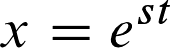 x = e^{st}